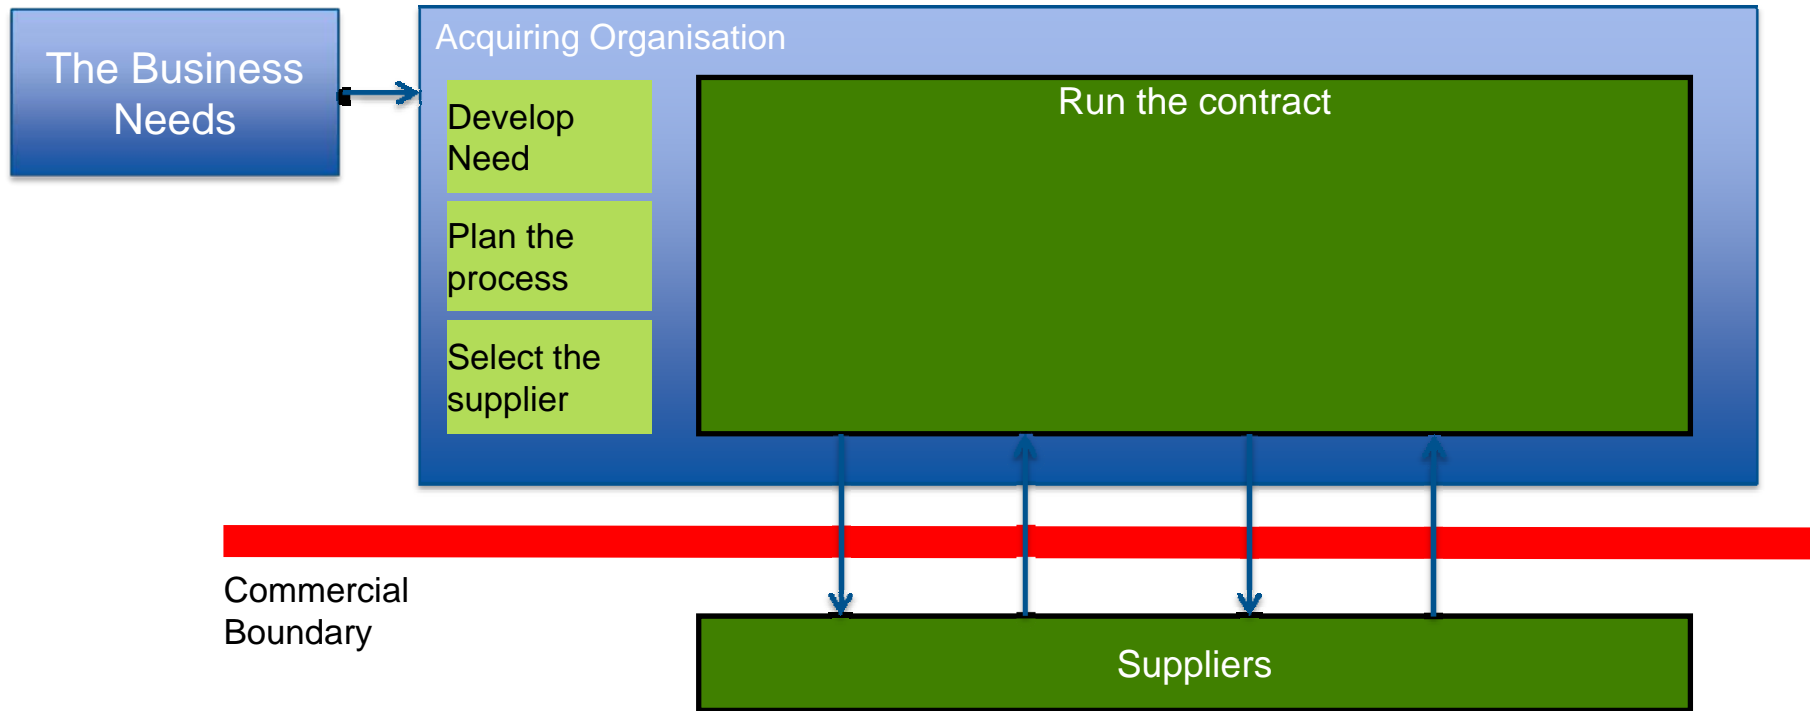 The Business
Needs
Acquiring Organisation
Develop
Need
Plan the
process
Select the
supplier
Run the contract
Commercial
Boundary
Suppliers